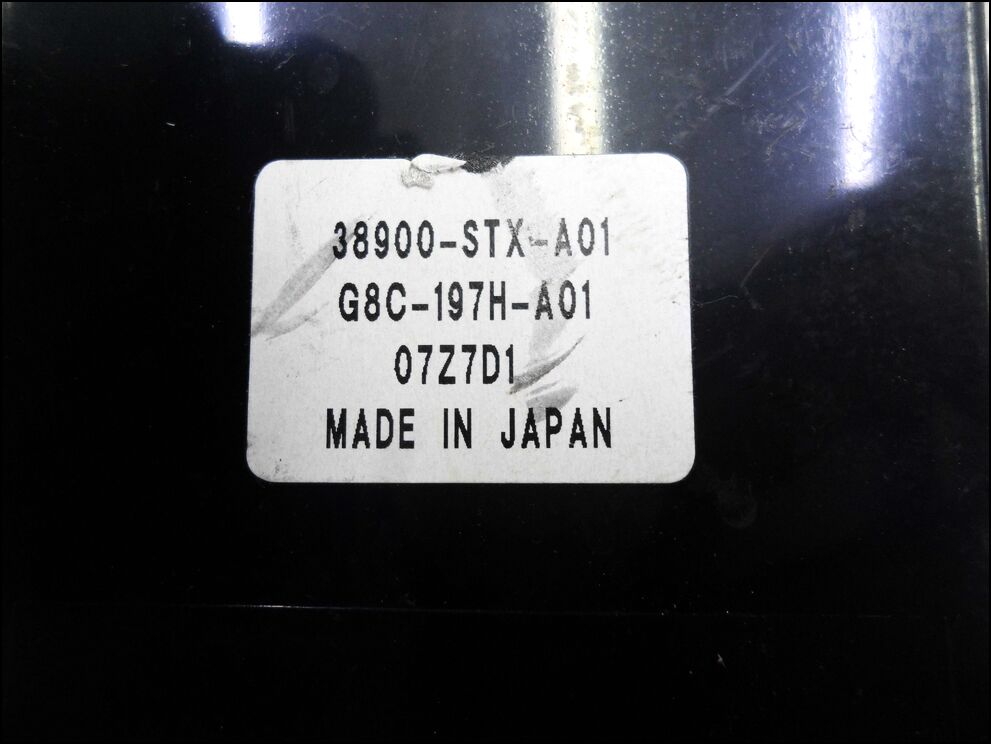 38900-STX-A01
G8C-197H-A01
07Z7D1
MADE IN JAPAN